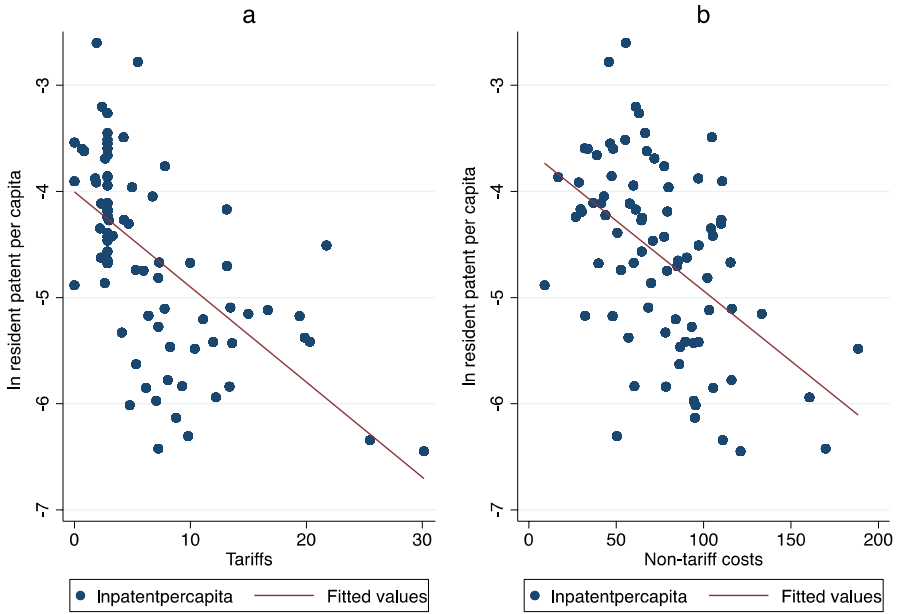 a
ln resident patent per capita
-3
-4
-5
-6
-7
0 10 20 30
Tariffs
lnpatentpercapita Fitted values
b
ln resident patent per capita
-3
-4
-5
-6
-7
0 50 100 150 200
Non-tariff costs
lnpatentpercapita Fitted values